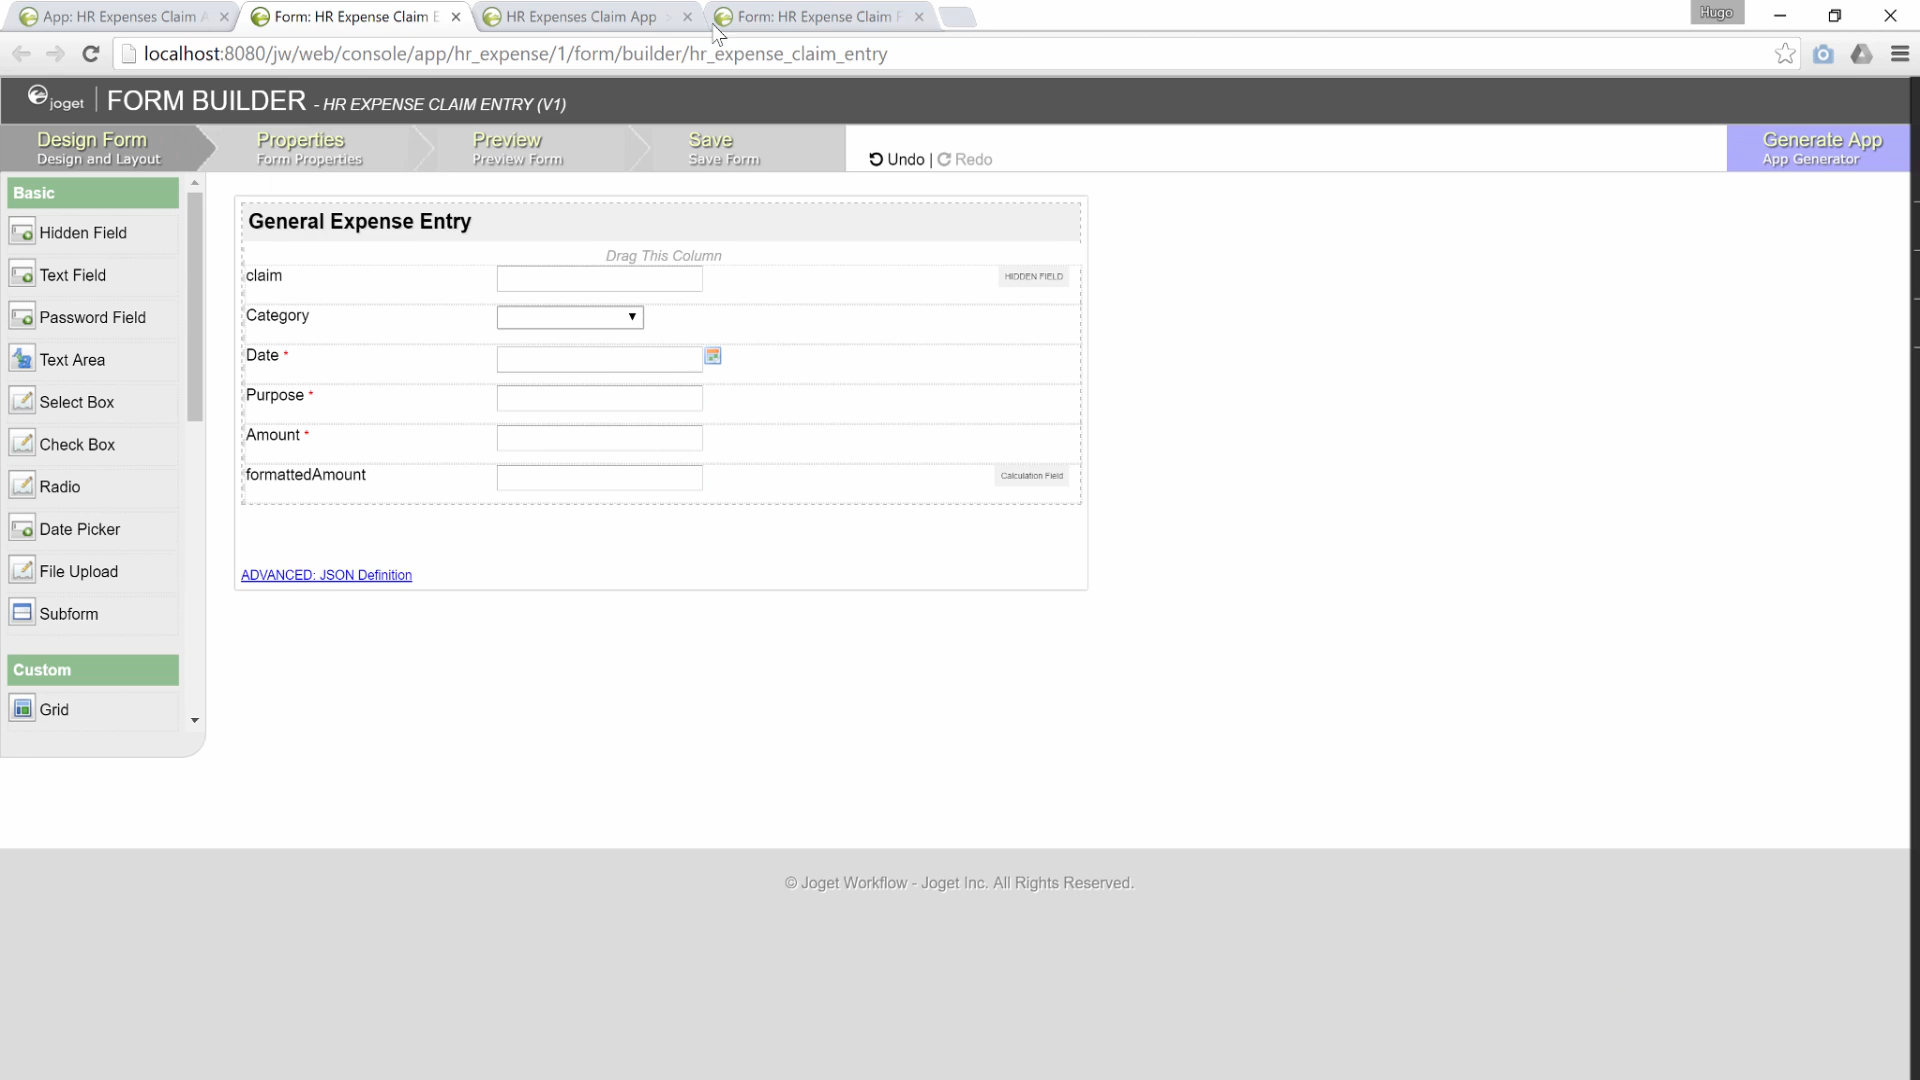 App: HR Expenses Claim A
Form: HR Expense Claim E
HR Expenses Claim App
Form: HR Expense Claim F
Hugo
localhost:8080/jw/web/console/app/hr_expense/1/form/builder/hr_expense_claim_entry
joget | FORM BUILDER - HR EXPENSE CLAIM ENTRY (V1)
Design Form
Design and Layout
Properties
Form Properties
Preview
Preview Form
Save
Save Form
Undo | Redo
Generate App
App Generator
Basic
Hidden Field
Text Field
Password Field
Text Area
Select Box
Check Box
Radio
Date Picker
File Upload
Subform
Custom
Grid
General Expense Entry
Drag This Column
claim
HIDDEN FIELD
Category
Date *
Purpose *
Amount *
formattedAmount
Calculation Field
ADVANCED: JSON Definition
© Joget Workflow - Joget Inc. All Rights Reserved.